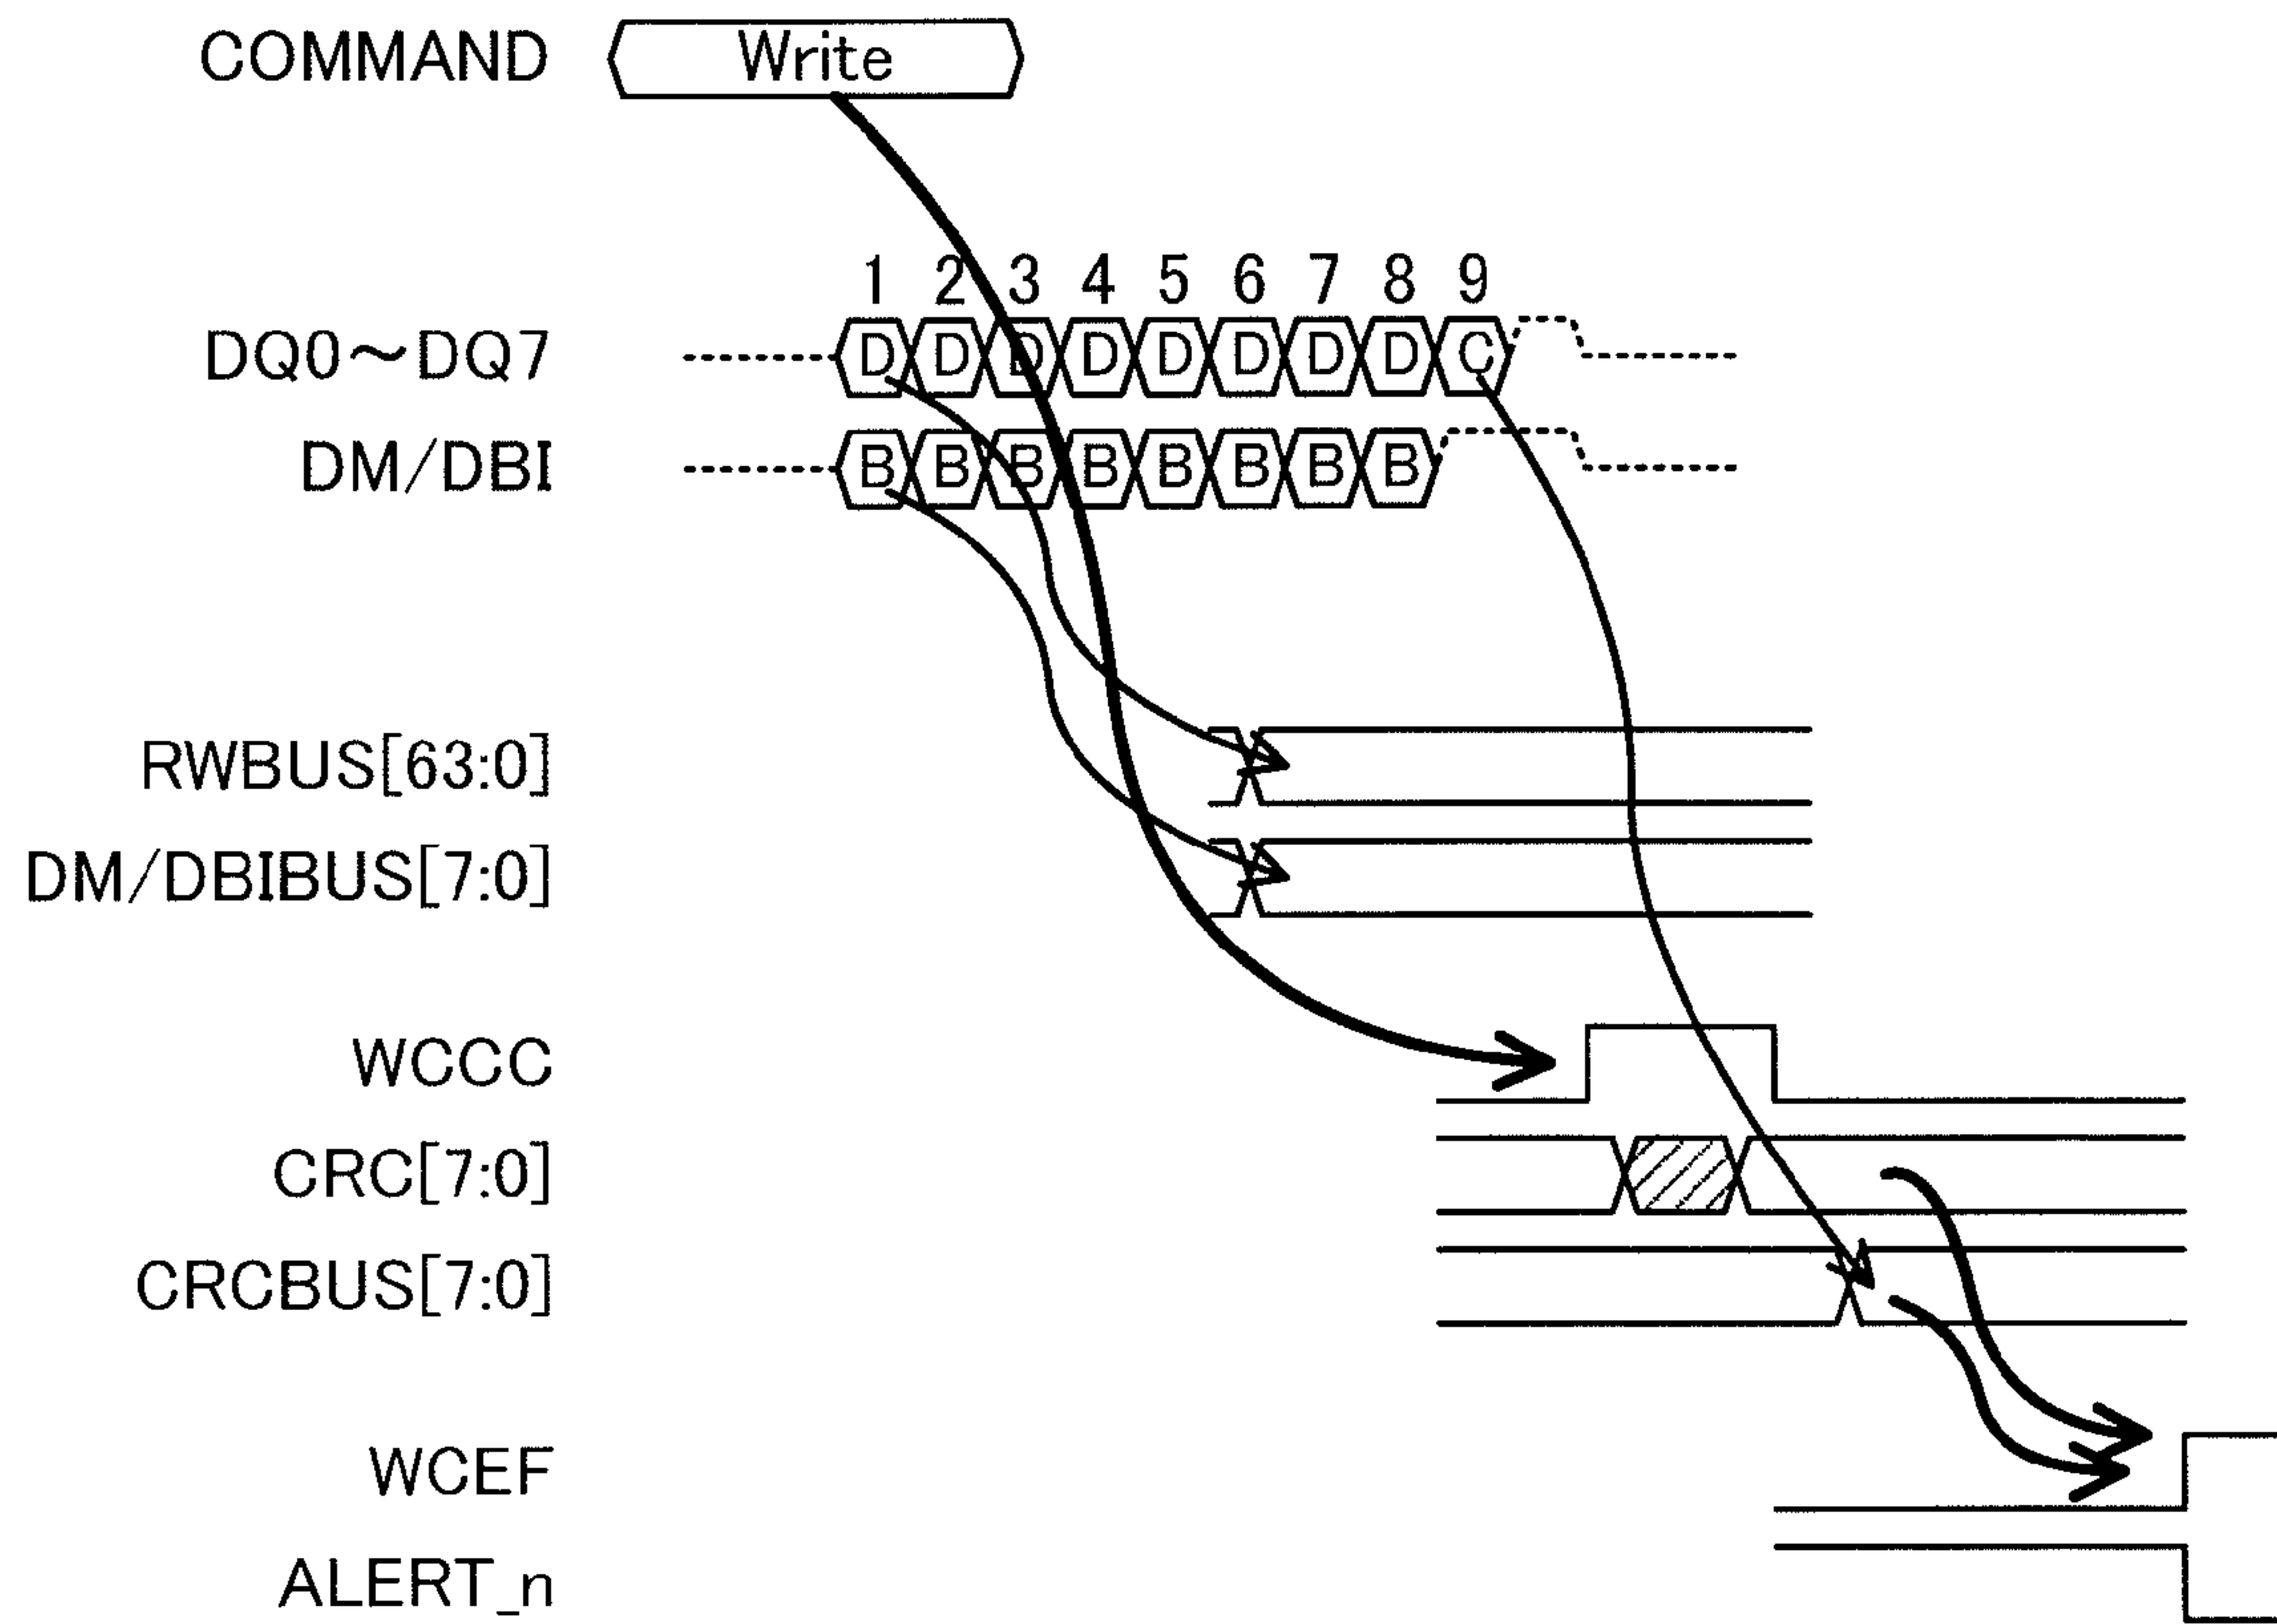 COMMAND Write
1 2 3 4 5 6 7 8 9
DQ0～DQ7 D D D D D D D D C
DM/DBI B B B B B B B B
RWBUS[63:0]
DM/DBIBUS[7:0]
WCCC
CRC[7:0]
CRCBUS[7:0]
WCEF
ALERT_n